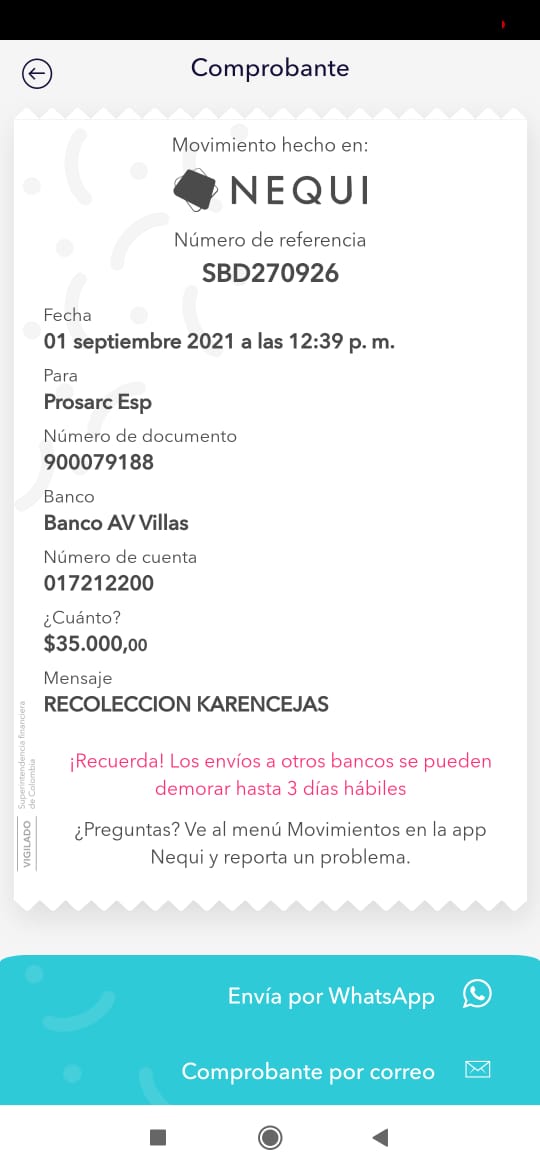 Comprobante
Movimiento hecho en:
NEQUI
Número de referencia
SBD270926
Fecha
01 septiembre 2021 a las 12:39 p. m.
Para
Prosarc Esp
Número de documento
900079188
Banco
Banco AV Villas
Número de cuenta
017212200
¿Cuánto?
$35.000,00
Mensaje
RECOLECCION KARENCEJAS
¡Recuerda! Los envíos a otros bancos se pueden
demorar hasta 3 días hábiles
¿Preguntas? Ve al menú Movimientos en la app
Nequi y reporta un problema.
VIGILADO
Superintendencia financiera
de Colombia
Envía por WhatsApp
Comprobante por correo